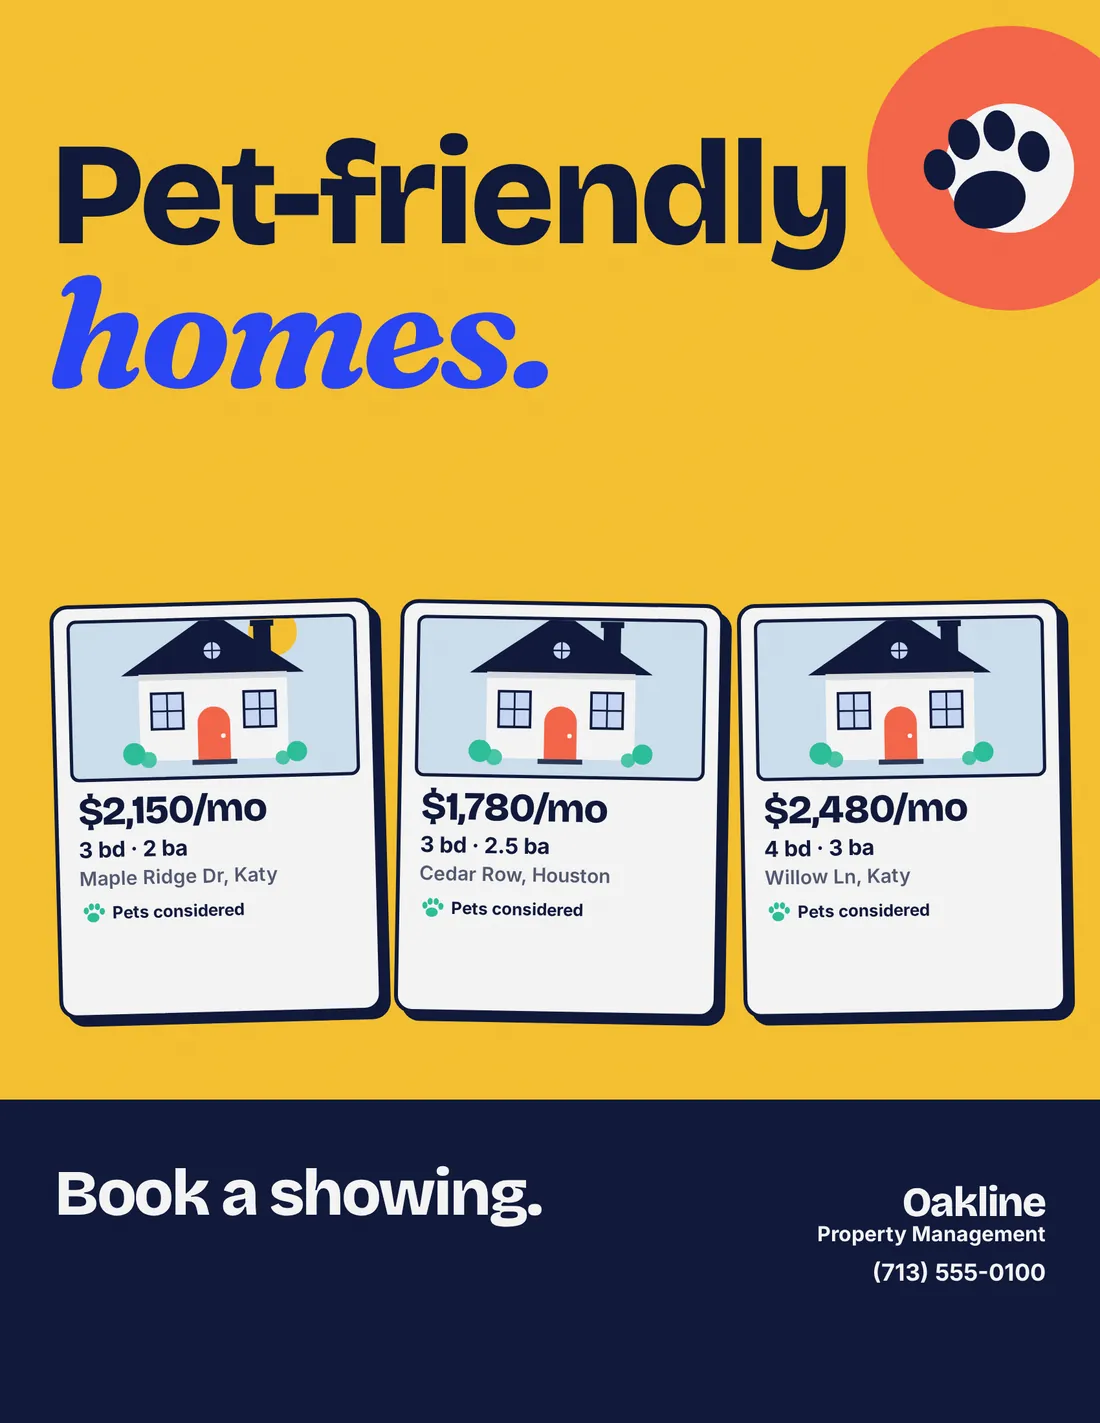 Pet-friendly
homes.
$2,150/mo
3 bd · 2 ba
Maple Ridge Dr, Katy
Pets considered
$1,780/mo
3 bd · 2.5 ba
Cedar Row, Houston
Pets considered
$2,480/mo
4 bd · 3 ba
Willow Ln, Katy
Pets considered
Book a showing.
Oakline
Property Management
(713) 555-0100